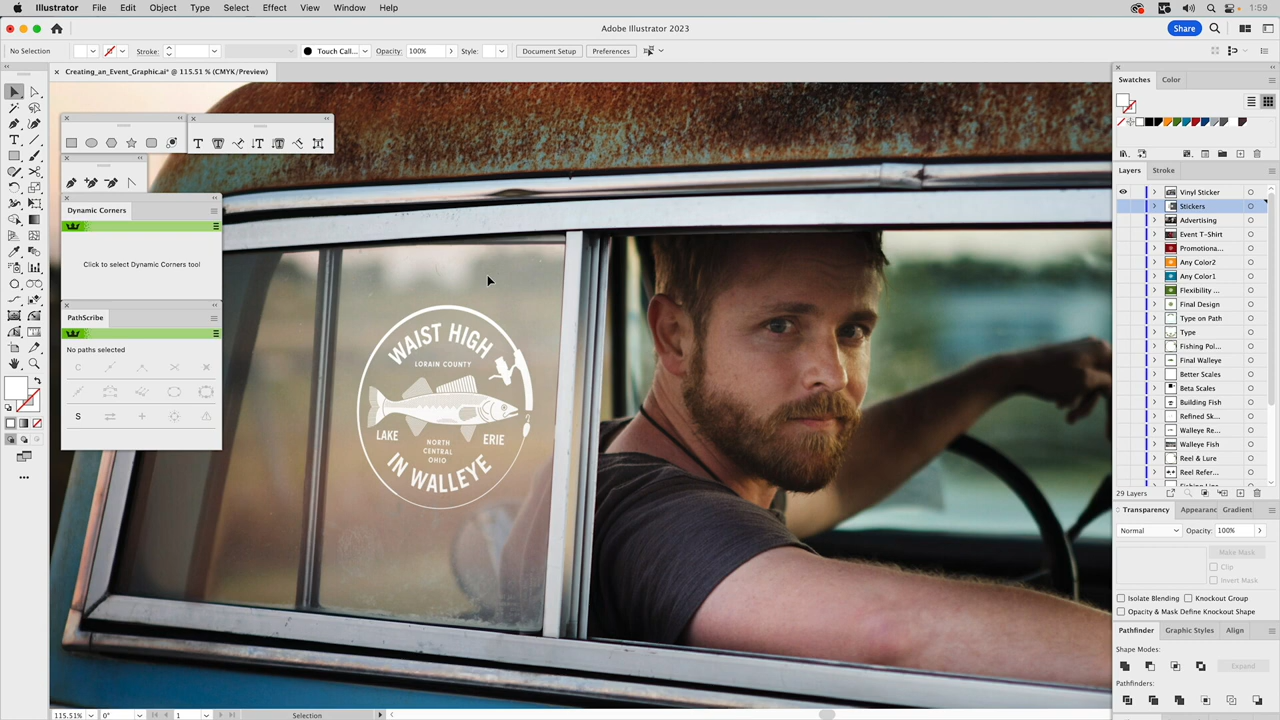 Illustrator File Edit Object Type Select Effect View Window Help 1:59
Adobe Illustrator 2023
Share
No Selection Stroke: Touch Call... Opacity: 100% Style: Document Setup Preferences
Creating_an_Event_Graphic.ai* @ 115.51 % (CMYK/Preview)
Swatches Color
Layers Stroke
Vinyl Sticker
Stickers
Advertising
Event T-Shirt
Promotiona...
Any Color2
Any Color1
Flexibility ...
Final Design
Type on Path
Type
Fishing Pol...
Final Walleye
Better Scales
Beta Scales
Building Fish
Refined Sk...
Walleye Re...
Walleye Fish
Reel & Lure
Reel Refer...
29 Layers
Transparency Appearanc Gradient
Normal Opacity: 100%
Make Mask
Clip
Invert Mask
Isolate Blending Knockout Group
Opacity & Mask Define Knockout Shape
Pathfinder Graphic Styles Align
Shape Modes:
Expand
Pathfinders:
Dynamic Corners
Click to select Dynamic Corners tool
PathScribe
No paths selected
WAIST HIGH
LORAIN COUNTY
LAKE ERIE
NORTH
CENTRAL
OHIO
IN WALLEYE
115.51% 0° 1 Selection